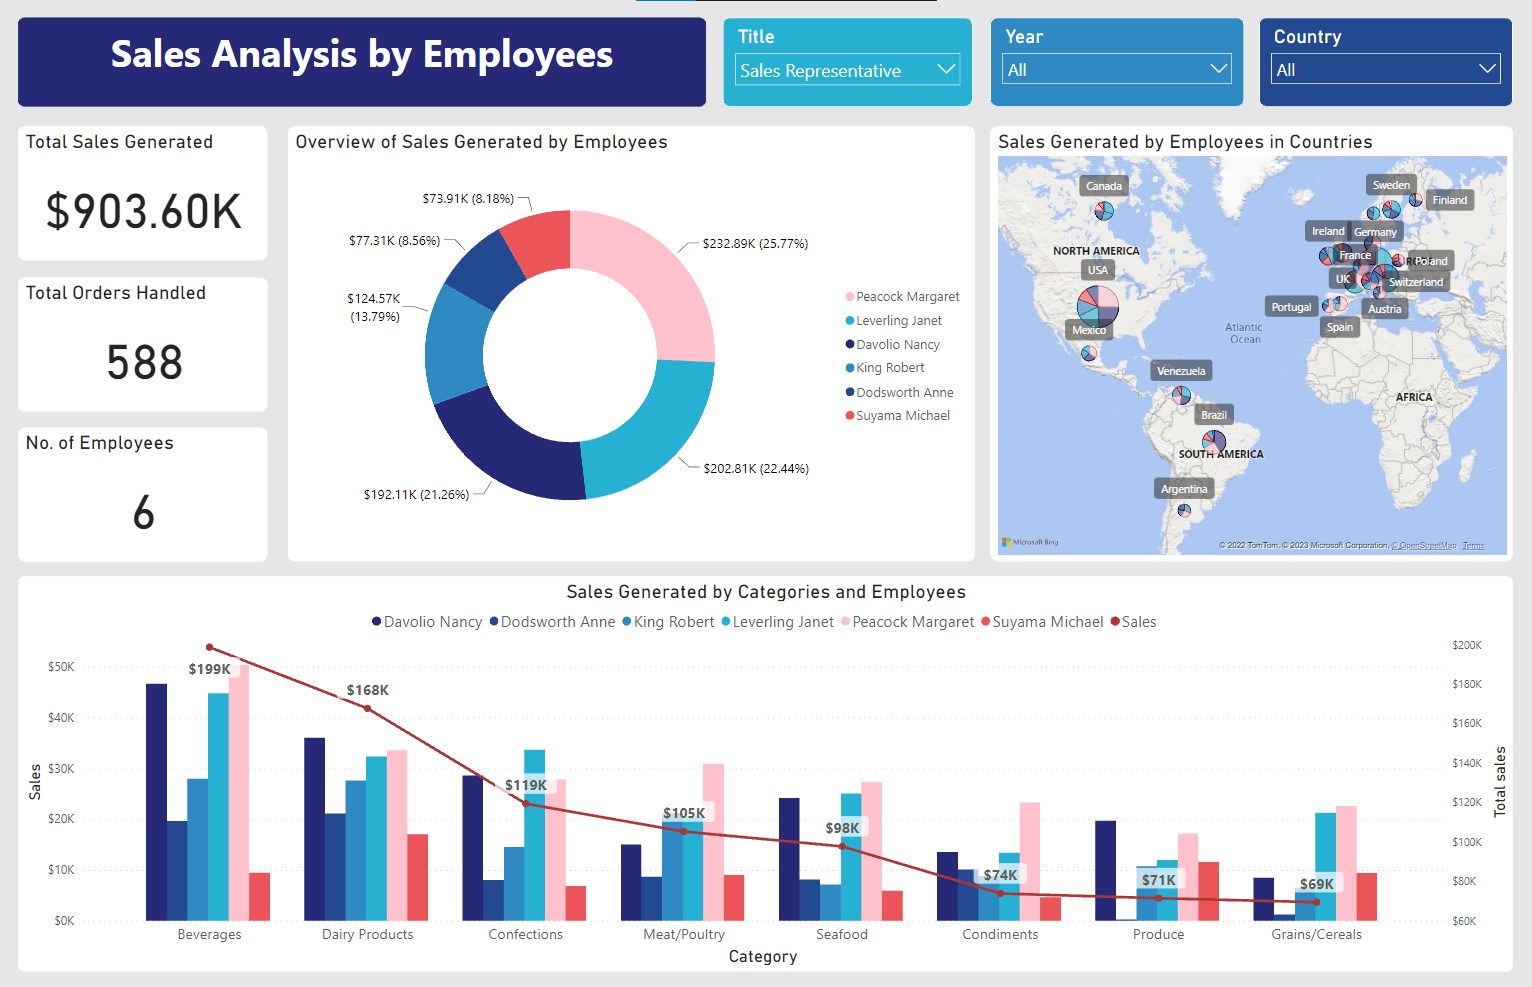 Sales Analysis by Employees
Title
Sales Representative
Year
All
Country
All
Total Sales Generated
$903.60K
Total Orders Handled
588
No. of Employees
6
Overview of Sales Generated by Employees
$73.91K (8.18%)
$77.31K (8.56%)
$124.57K
(13.79%)
$192.11K (21.26%)
$232.89K (25.77%)
$202.81K (22.44%)
Peacock Margaret
Leverling Janet
Davolio Nancy
King Robert
Dodsworth Anne
Suyama Michael
Sales Generated by Employees in Countries
Canada
Sweden
Finland
Ireland
Germany
NORTH AMERICA
France
Poland
USA
UK
Switzerland
Portugal
Austria
Mexico
Atlantic
Ocean
Spain
Venezuela
AFRICA
Brazil
SOUTH AMERICA
Argentina
Microsoft Bing
© 2022 TomTom, © 2023 Microsoft Corporation, © OpenStreetMap Terms
Sales Generated by Categories and Employees
Davolio Nancy Dodsworth Anne King Robert Leverling Janet Peacock Margaret Suyama Michael Sales
Sales
$50K
$40K
$30K
$20K
$10K
$0K
$199K
$168K
$119K
$105K
$98K
$74K
$71K
$69K
$200K
$180K
$160K
$140K
$120K
$100K
$80K
$60K
Total sales
Beverages Dairy Products Confections Meat/Poultry Seafood Condiments Produce Grains/Cereals
Category